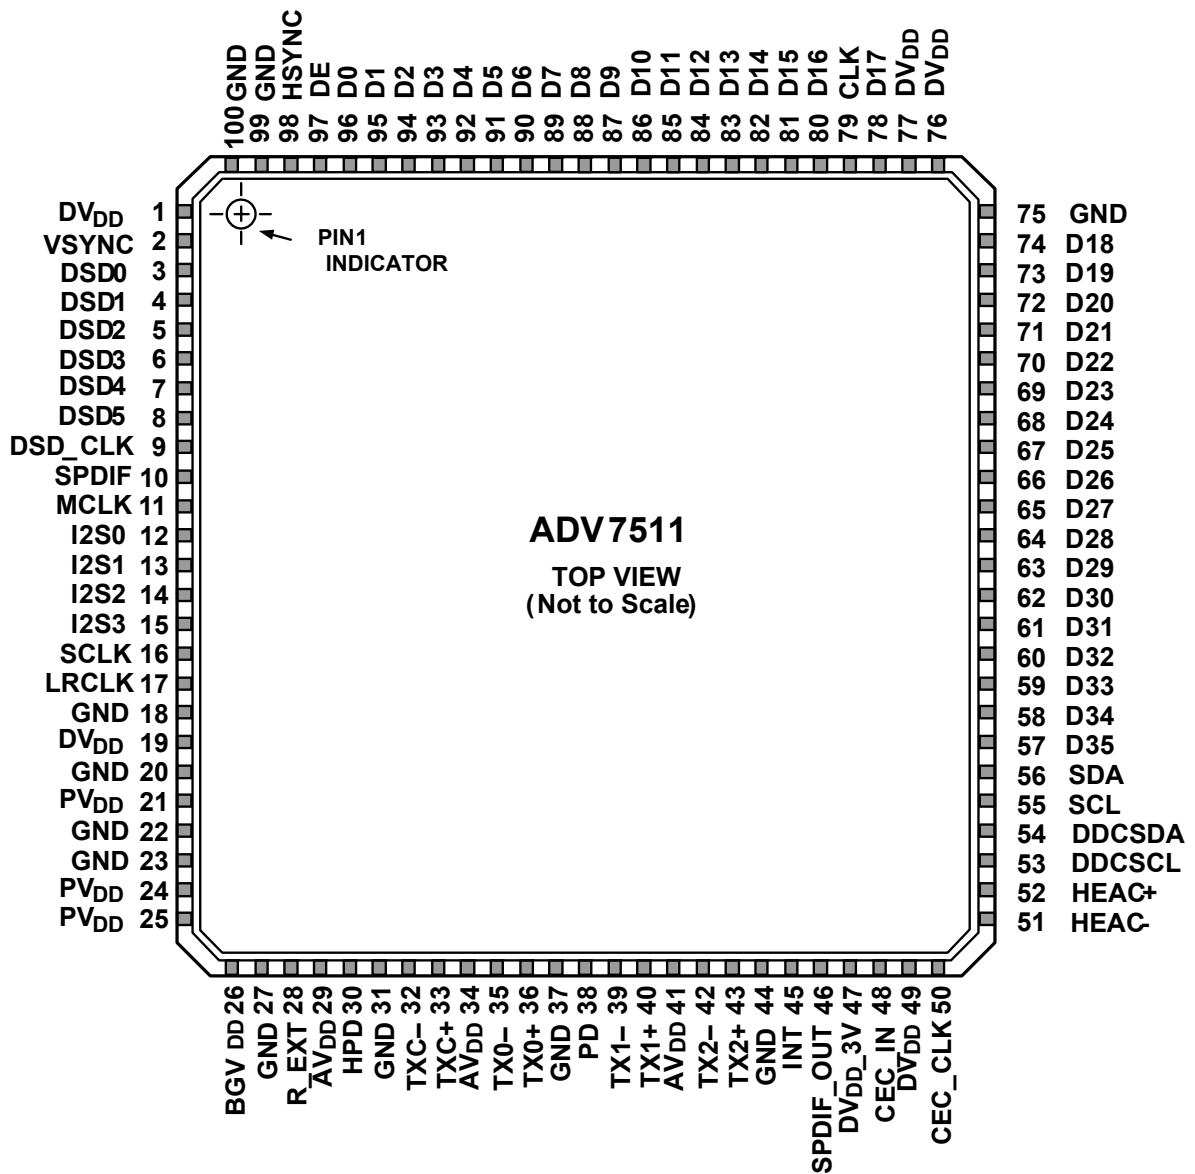 100 GND
99 GND
98 HSYNC
97 DE
96 D0
95 D1
94 D2
93 D3
92 D4
91 D5
90 D6
89 D7
88 D8
87 D9
86 D10
85 D11
84 D12
83 D13
82 D14
81 D15
80 D16
79 CLK
78 D17
77 DVDD
76 DVDD
DVDD 1
VSYNC 2
DSD0 3
DSD1 4
DSD2 5
DSD3 6
DSD4 7
DSD5 8
DSD_CLK 9
SPDIF 10
MCLK 11
I2S0 12
I2S1 13
I2S2 14
I2S3 15
SCLK 16
LRCLK 17
GND 18
DVDD 19
GND 20
PVDD 21
GND 22
GND 23
PVDD 24
PVDD 25
PIN1
INDICATOR
ADV7511
TOP VIEW
(Not to Scale)
75 GND
74 D18
73 D19
72 D20
71 D21
70 D22
69 D23
68 D24
67 D25
66 D26
65 D27
64 D28
63 D29
62 D30
61 D31
60 D32
59 D33
58 D34
57 D35
56 SDA
55 SCL
54 DDCSDA
53 DDCSCL
52 HEAC+
51 HEAC-
BGVDD 26
GND 27
R_EXT 28
AVDD 29
HPD 30
GND 31
TXC– 32
TXC+ 33
AVDD 34
TX0– 35
TX0+ 36
GND 37
PD 38
TX1– 39
TX1+ 40
AVDD 41
TX2– 42
TX2+ 43
GND 44
INT 45
SPDIF_OUT 46
DVDD_3V 47
CEC_IN 48
DVDD 49
CEC_CLK 50